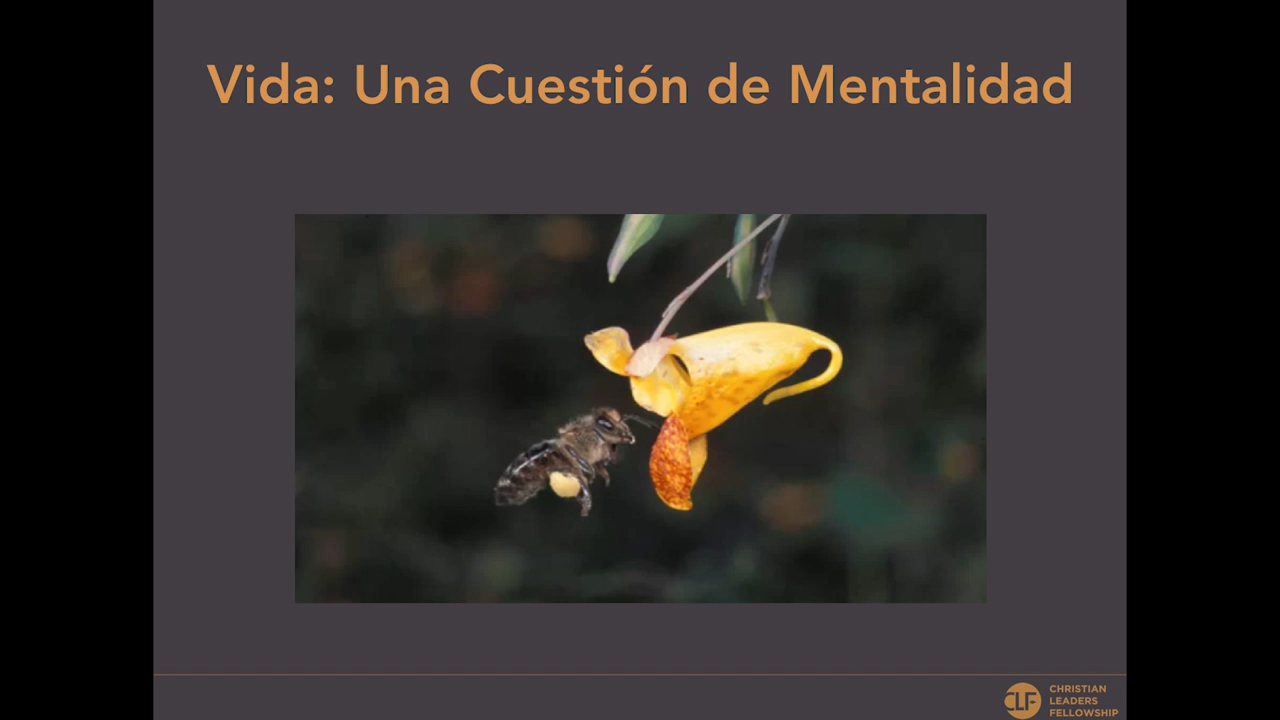 Vida: Una Cuestión de Mentalidad
CLF
CHRISTIAN
LEADERS
FELLOWSHIP